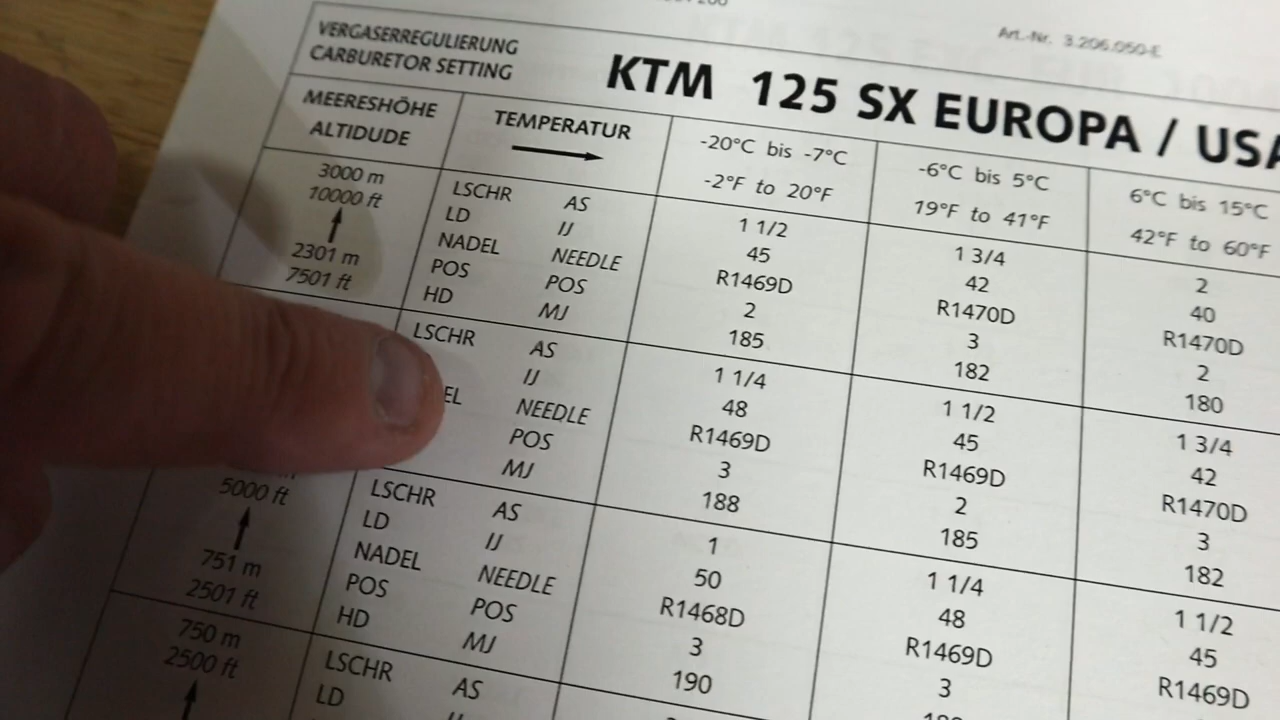 Art.-Nr. 3.206.050-E
VERGASERREGULIERUNG
CARBURETOR SETTING
KTM 125 SX EUROPA / USA
MEERESHÖHE
ALTIDUDE
TEMPERATUR
-20°C bis -7°C
-2°F to 20°F
-6°C bis 5°C
19°F to 41°F
6°C bis 15°C
42°F to 60°F
3000 m
10000 ft
2301 m
7501 ft
LSCHR AS 1 1/2 1 3/4 2
LD IJ 45 42 40
NADEL NEEDLE R1469D R1470D R1470D
POS POS 2 3 2
HD MJ 185 182 180
LSCHR AS 1 1/4 1 1/2 1 3/4
IJ 48 45 42
EL NEEDLE R1469D R1469D R1470D
POS 3 2 3
MJ 188 185 182
5000 ft
751 m
2501 ft
LSCHR AS 1 1 1/4 1 1/2
LD IJ 50 48 45
NADEL NEEDLE R1468D R1469D R1469D
POS POS 3 3
HD MJ 190
750 m
2500 ft
LSCHR AS
LD